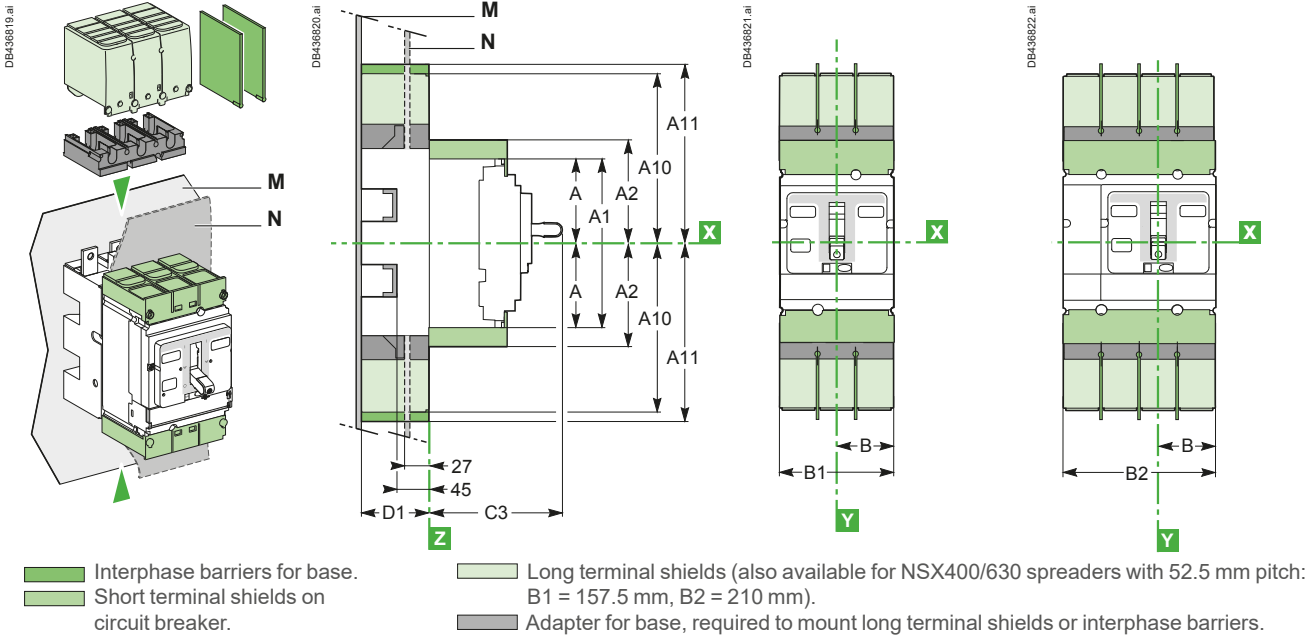 DB436819.ai
M
N
DB436820.ai
M
N
A11
A10
A2
A
A1
X
A
A2
A10
A11
27
45
D1
C3
Z
DB436821.ai
X
B
B1
Y
DB436822.ai
X
B
B2
Y
Interphase barriers for base.
Short terminal shields on
circuit breaker.
Long terminal shields (also available for NSX400/630 spreaders with 52.5 mm pitch:
B1 = 157.5 mm, B2 = 210 mm).
Adapter for base, required to mount long terminal shields or interphase barriers.